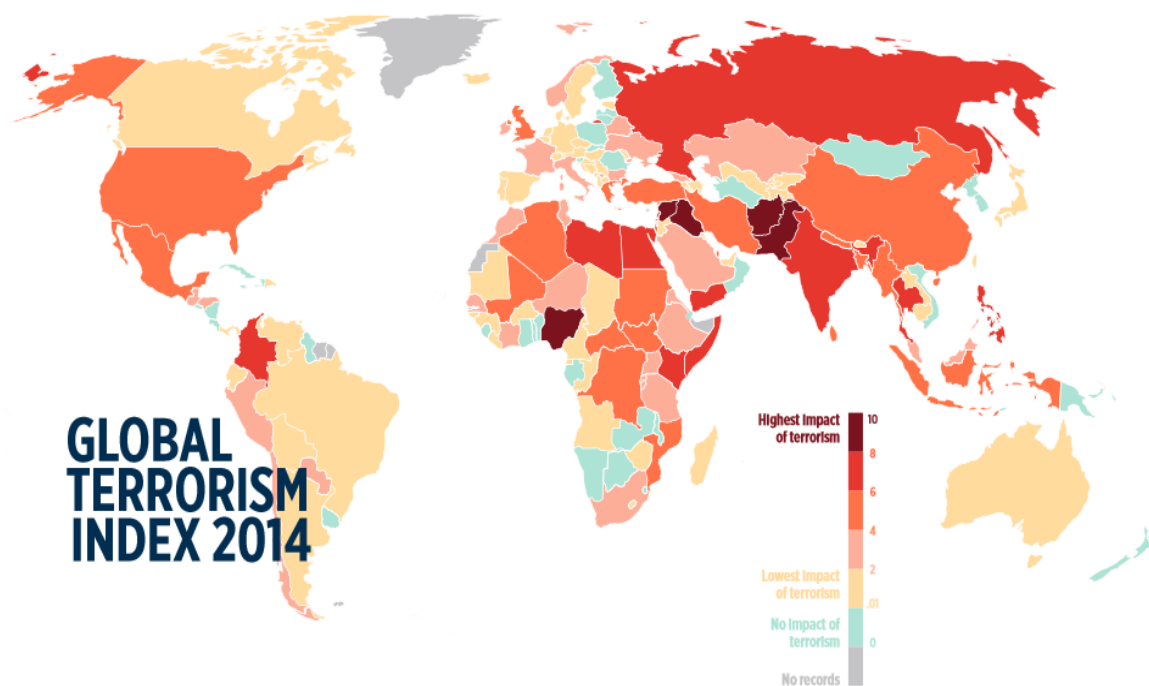 GLOBAL
TERRORISM
INDEX 2014
Highest impact
of terrorism
10
8
6
4
2
Lowest impact
of terrorism
.01
No impact of
terrorism
0
No records